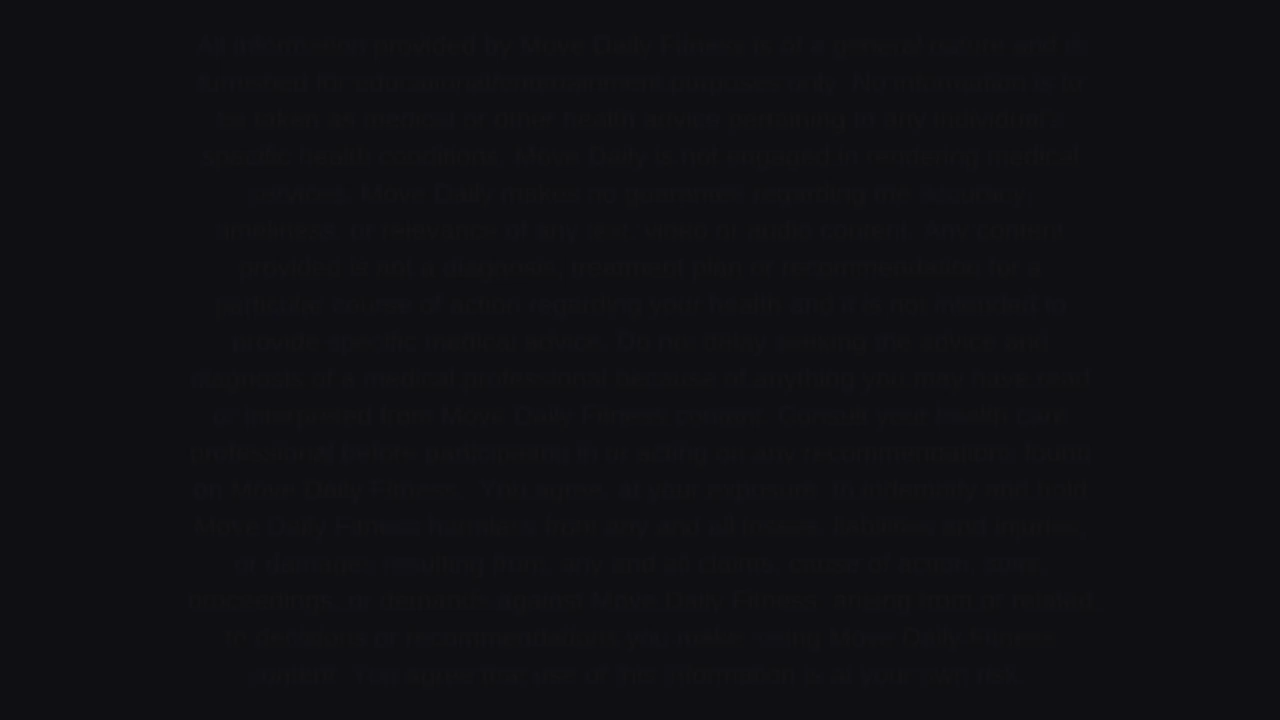 All information provided by Move Daily Fitness is of a general nature and is
furnished for educational/entertainment purposes only. No information is to
be taken as medical or other health advice pertaining to any individual's
specific health conditions. Move Daily is not engaged in rendering medical
services. Move Daily makes no guarantees regarding the accuracy,
timeliness, or relevance of any text, video or audio content. Any content
provided is not a diagnosis, treatment plan or recommendation for a
particular course of action regarding your health and it is not intended to
provide specific medical advice. Do not delay seeking the advice and
diagnosis of a medical professional because of anything you may have read
or interpreted from Move Daily Fitness content. Consult your health care
professional before participating in or acting on any recommendations found
on Move Daily Fitness. You agree, at your expense, to indemnify and hold
Move Daily Fitness harmless from any and all losses, liabilities and injuries,
or damages resulting from any and all claims, cause of action, suits,
proceedings, or demands against Move Daily Fitness arising from or related
to decisions or recommendations you make using Move Daily Fitness
content. You agree that use of this information is at your own risk.